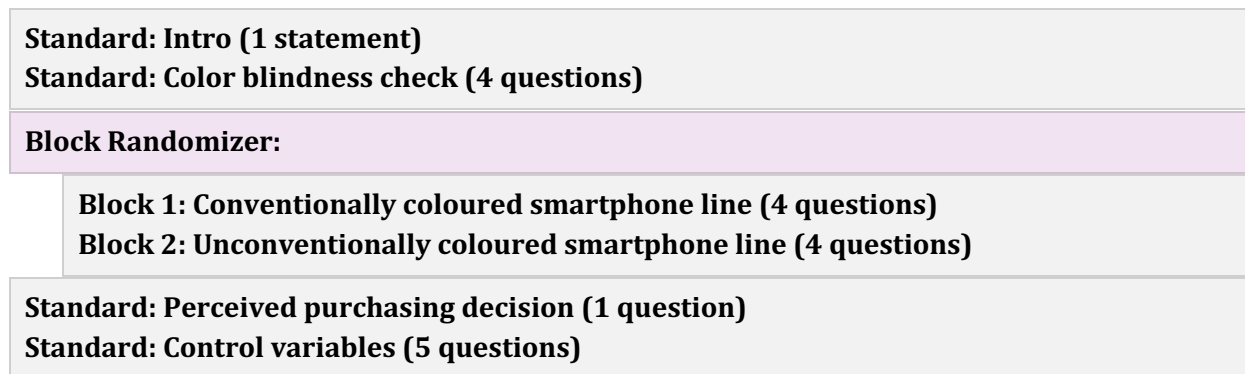 Standard: Intro (1 statement)
Standard: Color blindness check (4 questions)
Block Randomizer:
Block 1: Conventionally coloured smartphone line (4 questions)
Block 2: Unconventionally coloured smartphone line (4 questions)
Standard: Perceived purchasing decision (1 question)
Standard: Control variables (5 questions)